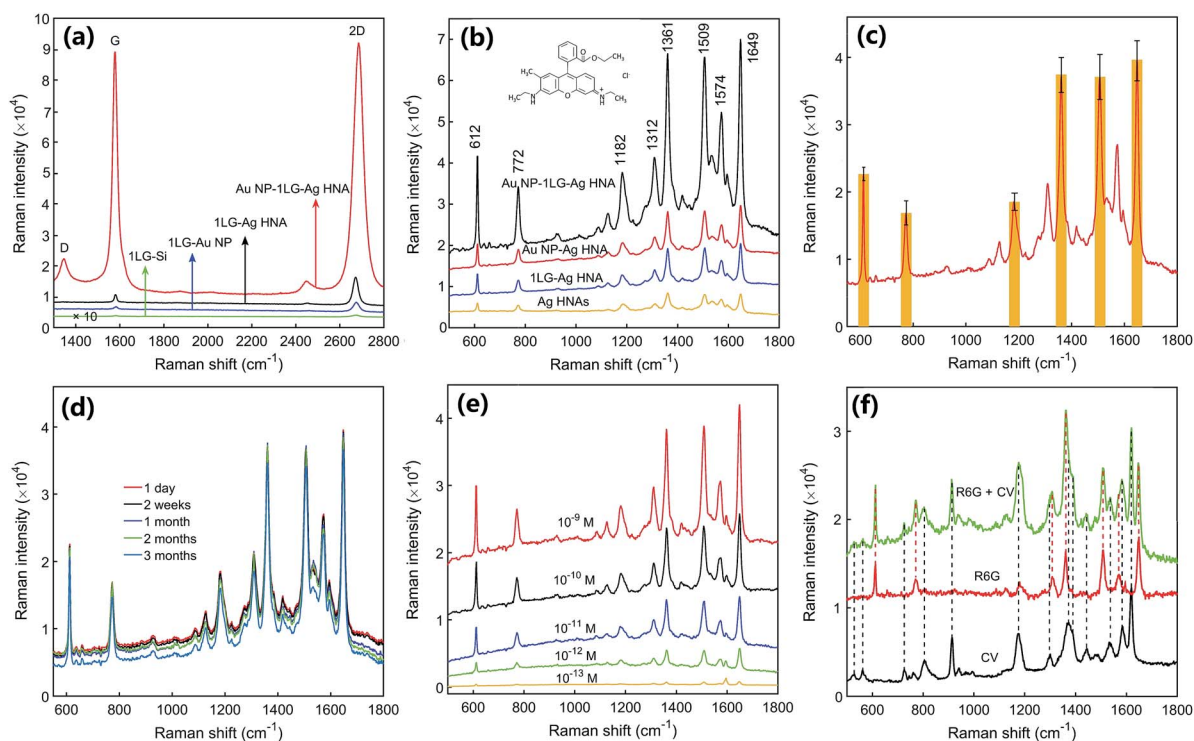 (a)
G
2D
D
Au NP-1LG-Ag HNA
1LG-Ag HNA
1LG-Au NP
1LG-Si
× 10
10
9
8
7
6
5
4
3
2
1
0
Raman intensity (×10⁴)
1400 1600 1800 2000 2200 2400 2600 2800
Raman shift (cm⁻¹)
(b)
612
772
1182
1312
1361
1509
1574
1649
O
O
CH₃
Cl⁻
H₃C
H₃C
N
H
O
N
H
CH₃
Au NP-1LG-Ag HNA
Au NP-Ag HNA
1LG-Ag HNA
Ag HNAs
7
6
5
4
3
2
1
0
Raman intensity (×10⁴)
600 800 1000 1200 1400 1600 1800
Raman shift (cm⁻¹)
(c)
4
3
2
1
0
Raman intensity (×10⁴)
600 800 1000 1200 1400 1600 1800
Raman shift (cm⁻¹)
(d)
1 day
2 weeks
1 month
2 months
3 months
4
3
2
1
0
Raman intensity (×10⁴)
600 800 1000 1200 1400 1600 1800
Raman shift (cm⁻¹)
(e)
10⁻⁹ M
10⁻¹⁰ M
10⁻¹¹ M
10⁻¹² M
10⁻¹³ M
4
3
2
1
0
Raman intensity (×10⁴)
600 800 1000 1200 1400 1600 1800
Raman shift (cm⁻¹)
(f)
R6G + CV
R6G
CV
3
2
1
0
Raman intensity (×10⁴)
600 800 1000 1200 1400 1600 1800
Raman shift (cm⁻¹)